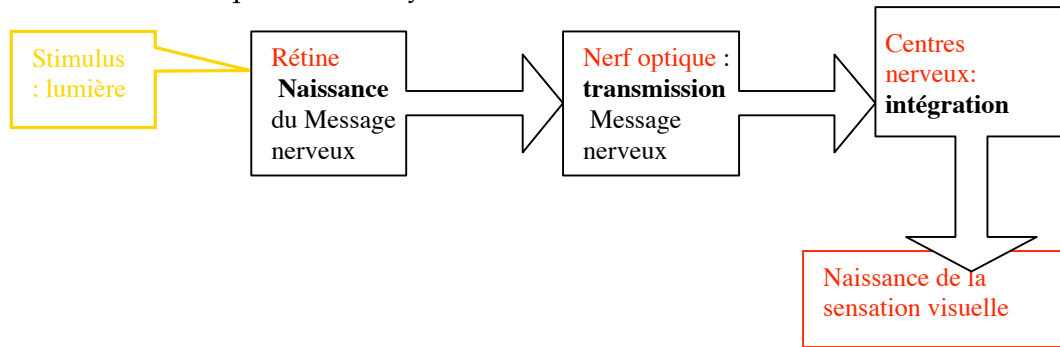 Stimulus
: lumière
Rétine
Naissance
du Message
nerveux
Nerf optique :
transmission
Message
nerveux
Centres
nerveux:
intégration
Naissance de la
sensation visuelle